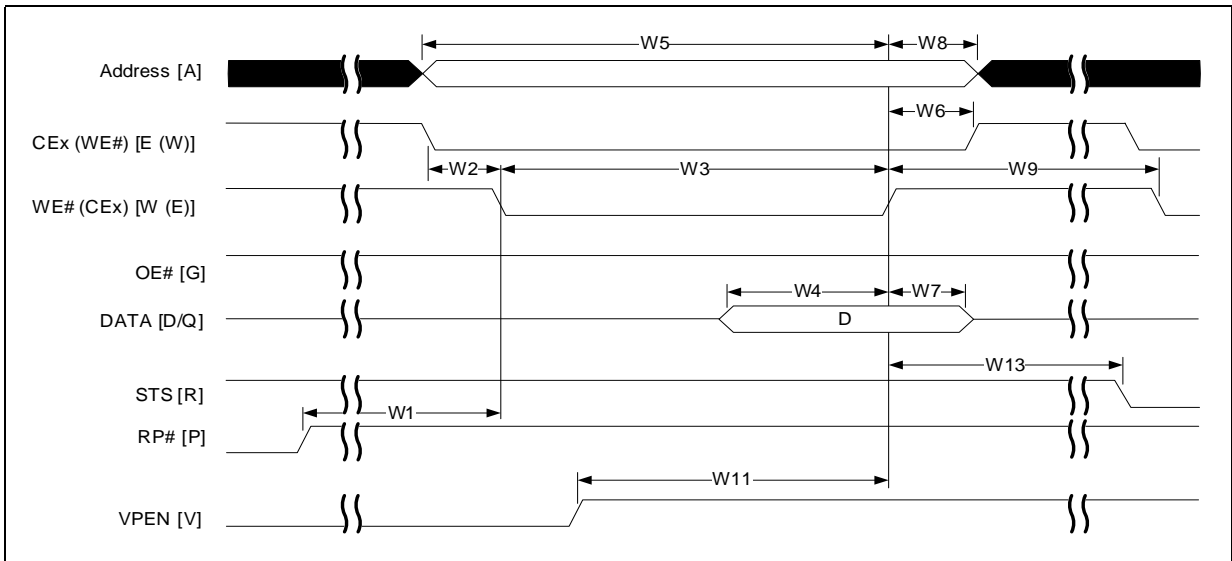 W5
W8
Address [A]
W6
CEx (WE#) [E (W)]
W2
W3
W9
WE# (CEx) [W (E)]
OE# [G]
W4
W7
DATA [D/Q]
D
W13
STS [R]
W1
RP# [P]
W11
VPEN [V]